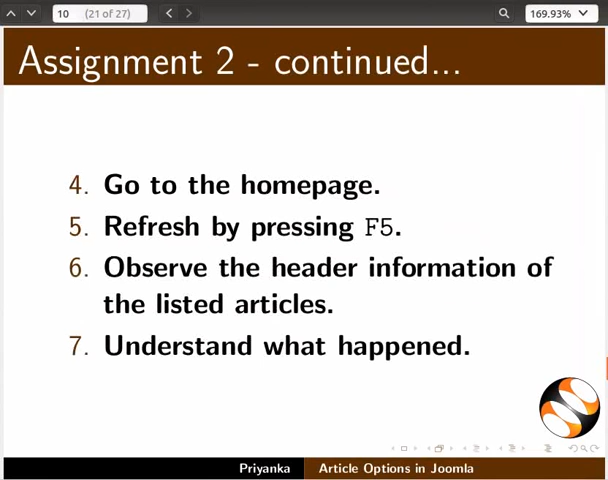 10 (21 of 27) 169.93%
Assignment 2 - continued...
4. Go to the homepage.
5. Refresh by pressing F5.
6. Observe the header information of
the listed articles.
7. Understand what happened.
Priyanka Article Options in Joomla